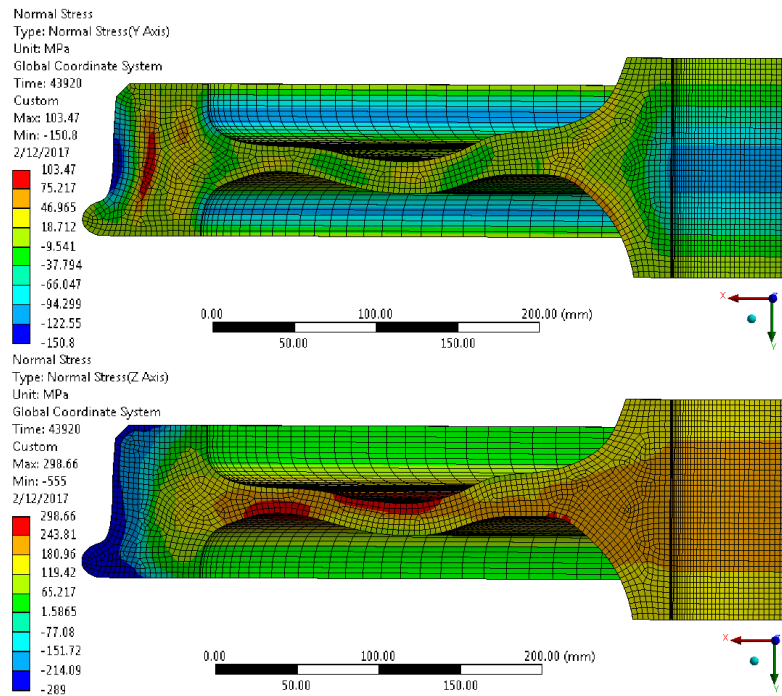 Normal Stress
Type: Normal Stress(Y Axis)
Unit: MPa
Global Coordinate System
Time: 43920
Custom
Max: 103.47
Min: -150.8
2/12/2017
103.47
75.217
46.965
18.712
-9.541
-37.794
-66.047
-94.299
-122.55
-150.8
0.00 100.00 200.00 (mm)
50.00 150.00
X
Y
Normal Stress
Type: Normal Stress(Z Axis)
Unit: MPa
Global Coordinate System
Time: 43920
Custom
Max: 298.66
Min: -555
2/12/2017
298.66
243.81
180.96
119.42
65.217
1.5865
-77.08
-151.72
-214.09
-289
0.00 100.00 200.00 (mm)
50.00 150.00
X
Y